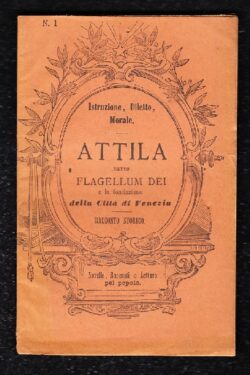 N. 1
Istruzione, Diletto,
Morale.
ATTILA
DETTO
FLAGELLUM DEI
e la fondazione
della Città di Venezia
RACCONTO STORICO
Novelle, Racconti e Letture
pel popolo.